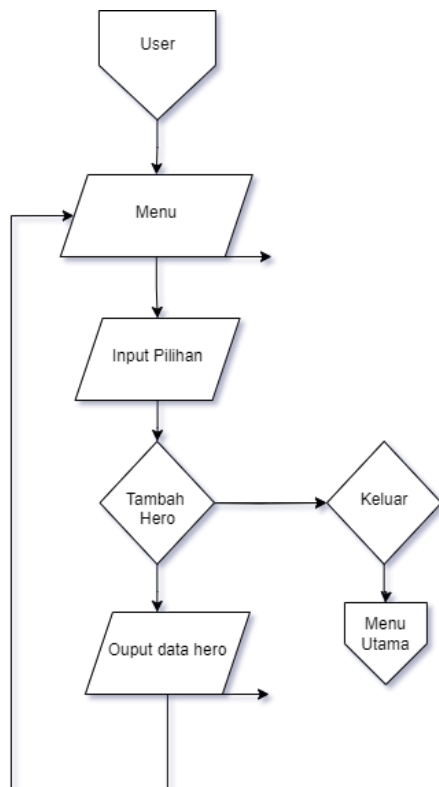 User
Menu
Input Pilihan
Tambah
Hero
Keluar
Menu
Utama
Ouput data hero